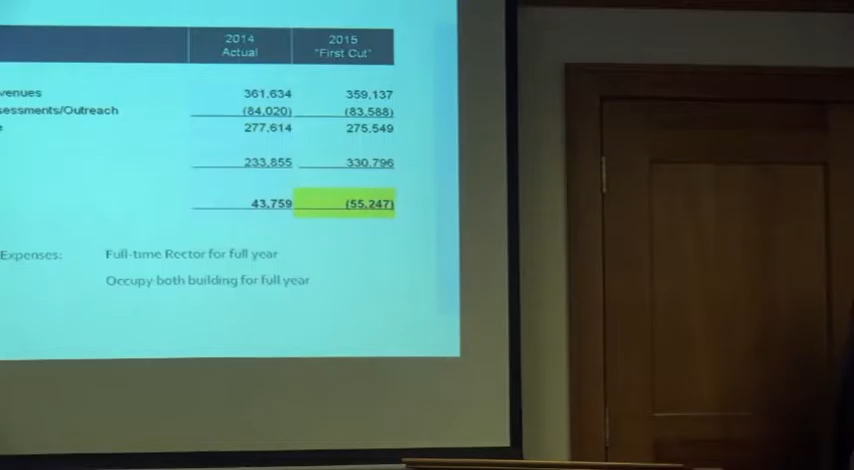 2014 2015
Actual "First Cut"
venues 361,634 359,137
sessments/Outreach (84,020) (83,588)
e 277,614 275,549
233,855 330,796
43,759 (55,247)
Expenses: Full-time Rector for full year
Occupy both building for full year